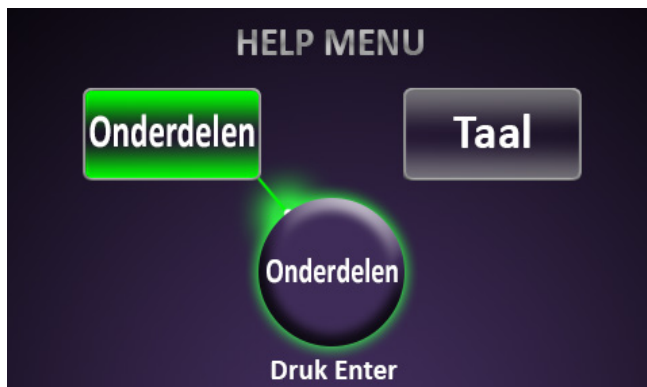 HELP MENU
Onderdelen
Taal
Onderdelen
Druk Enter